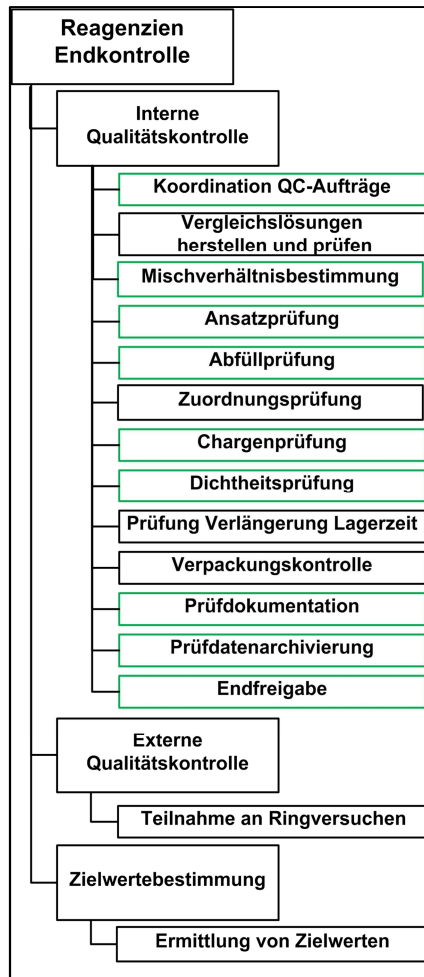 Reagenzien
Endkontrolle
Interne
Qualitätskontrolle
Koordination QC-Aufträge
Vergleichslösungen
herstellen und prüfen
Mischverhältnisbestimmung
Ansatzprüfung
Abfüllprüfung
Zuordnungsprüfung
Chargenprüfung
Dichtheitsprüfung
Prüfung Verlängerung Lagerzeit
Verpackungskontrolle
Prüfdokumentation
Prüfdatenarchivierung
Endfreigabe
Externe
Qualitätskontrolle
Teilnahme an Ringversuchen
Zielwertebestimmung
Ermittlung von Zielwerten